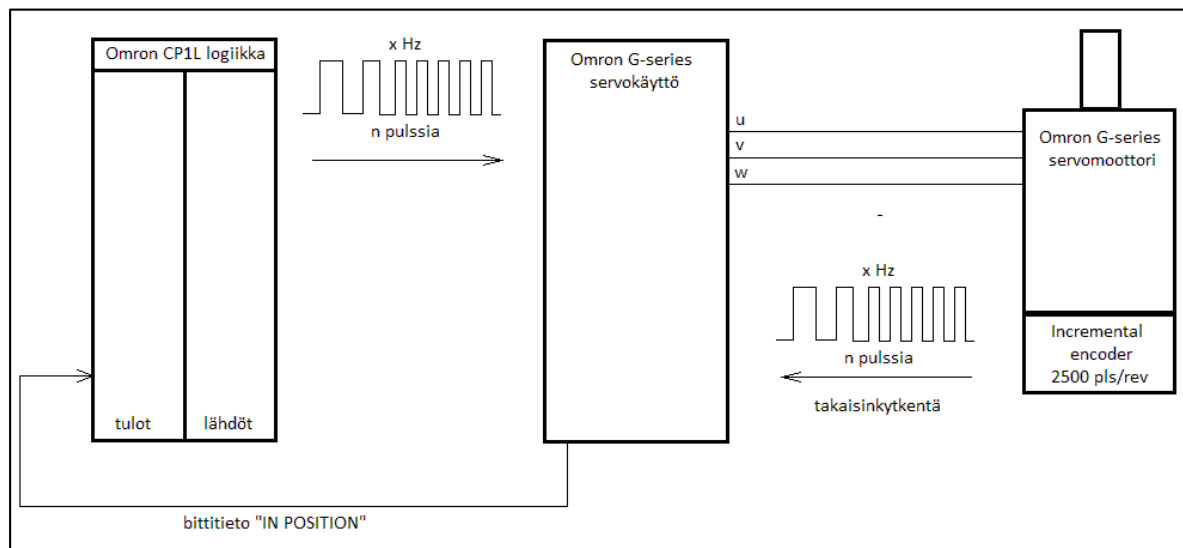 Omron CP1L logiikka
tulot
lähdöt
x Hz
n pulssia
Omron G-series
servokäyttö
u
v
w
-
x Hz
n pulssia
takaisinkytkentä
Omron G-series
servomoottori
Incremental
encoder
2500 pls/rev
bittitieto "IN POSITION"